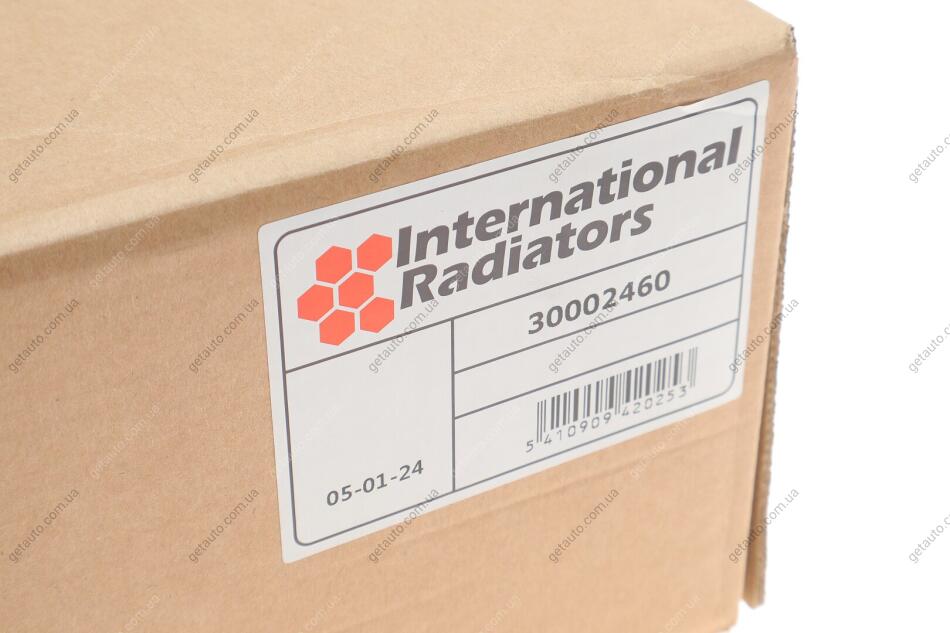 International
Radiators
30002460
05-01-24
5 410909 420253
getauto.com.ua